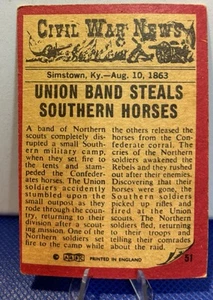 CIVIL WAR NEWS
Simstown, Ky.—Aug. 10, 1863
UNION BAND STEALS
SOUTHERN HORSES
A band of Northern
scouts completely dis-
rupted a small South-
ern military camp,
when they set fire to
the tents and stam-
peded the Confeder-
ates horses. The Union
soldiers accidently
stumbled upon the
small outpost as they
rode through the coun-
try, returning to their
division after a scout-
ing mission. One of the
Northern soldiers set
fire to the camp while
the others released the
horses from the Con-
federate corral. The
cries of the Northern
soldiers awakened the
Rebels and they rushed
out from their tents.
Discovering that their
horses were gone, the
Southern soldiers
picked up rifles and
fired at the Union
soldiers. The Northern
soldiers fled, returning
to their troops and
telling their comrades
about the raid.
© A&BC PRINTED IN ENGLAND
51